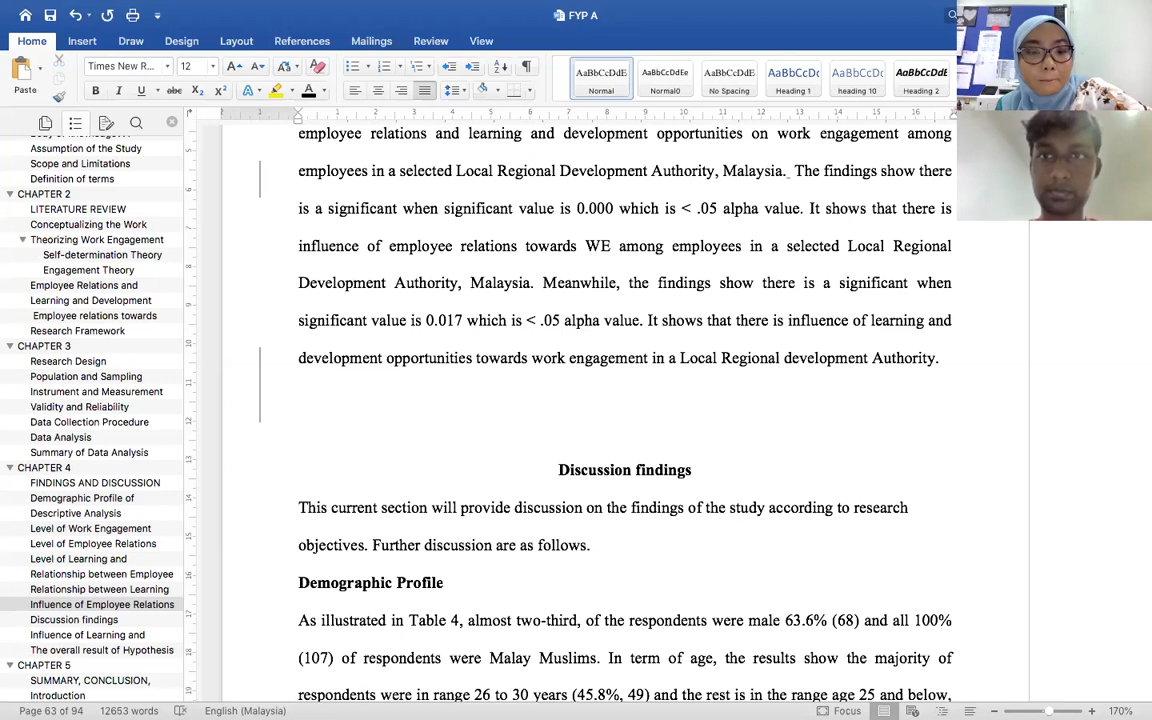 FYP A
Home Insert Draw Design Layout References Mailings Review View
Times New R... 12
Paste
AaBbCcDdE AaBbCcDdEe AaBbCcDdE AaBbCcDc AaBbCcDc AaBbCcDdE
Normal Normal0 No Spacing Heading 1 heading 10 Heading 2
Assumption of the Study
Scope and Limitations
Definition of terms
CHAPTER 2
LITERATURE REVIEW
Conceptualizing the Work
Theorizing Work Engagement
Self-determination Theory
Engagement Theory
Employee Relations and
Learning and Development
Employee relations towards
Research Framework
CHAPTER 3
Research Design
Population and Sampling
Instrument and Measurement
Validity and Reliability
Data Collection Procedure
Data Analysis
Summary of Data Analysis
CHAPTER 4
FINDINGS AND DISCUSSION
Demographic Profile of
Descriptive Analysis
Level of Work Engagement
Level of Employee Relations
Level of Learning and
Relationship between Employee
Relationship between Learning
Influence of Employee Relations
Discussion findings
Influence of Learning and
The overall result of Hypothesis
CHAPTER 5
SUMMARY, CONCLUSION,
Introduction
employee relations and learning and development opportunities on work engagement among
employees in a selected Local Regional Development Authority, Malaysia. The findings show there
is a significant when significant value is 0.000 which is < .05 alpha value. It shows that there is
influence of employee relations towards WE among employees in a selected Local Regional
Development Authority, Malaysia. Meanwhile, the findings show there is a significant when
significant value is 0.017 which is < .05 alpha value. It shows that there is influence of learning and
development opportunities towards work engagement in a Local Regional development Authority.
Discussion findings
This current section will provide discussion on the findings of the study according to research
objectives. Further discussion are as follows.
Demographic Profile
As illustrated in Table 4, almost two-third, of the respondents were male 63.6% (68) and all 100%
(107) of respondents were Malay Muslims. In term of age, the results show the majority of
respondents were in range 26 to 30 years (45.8%, 49) and the rest is in the range age 25 and below,
Page 63 of 94 12653 words English (Malaysia) Focus 170%